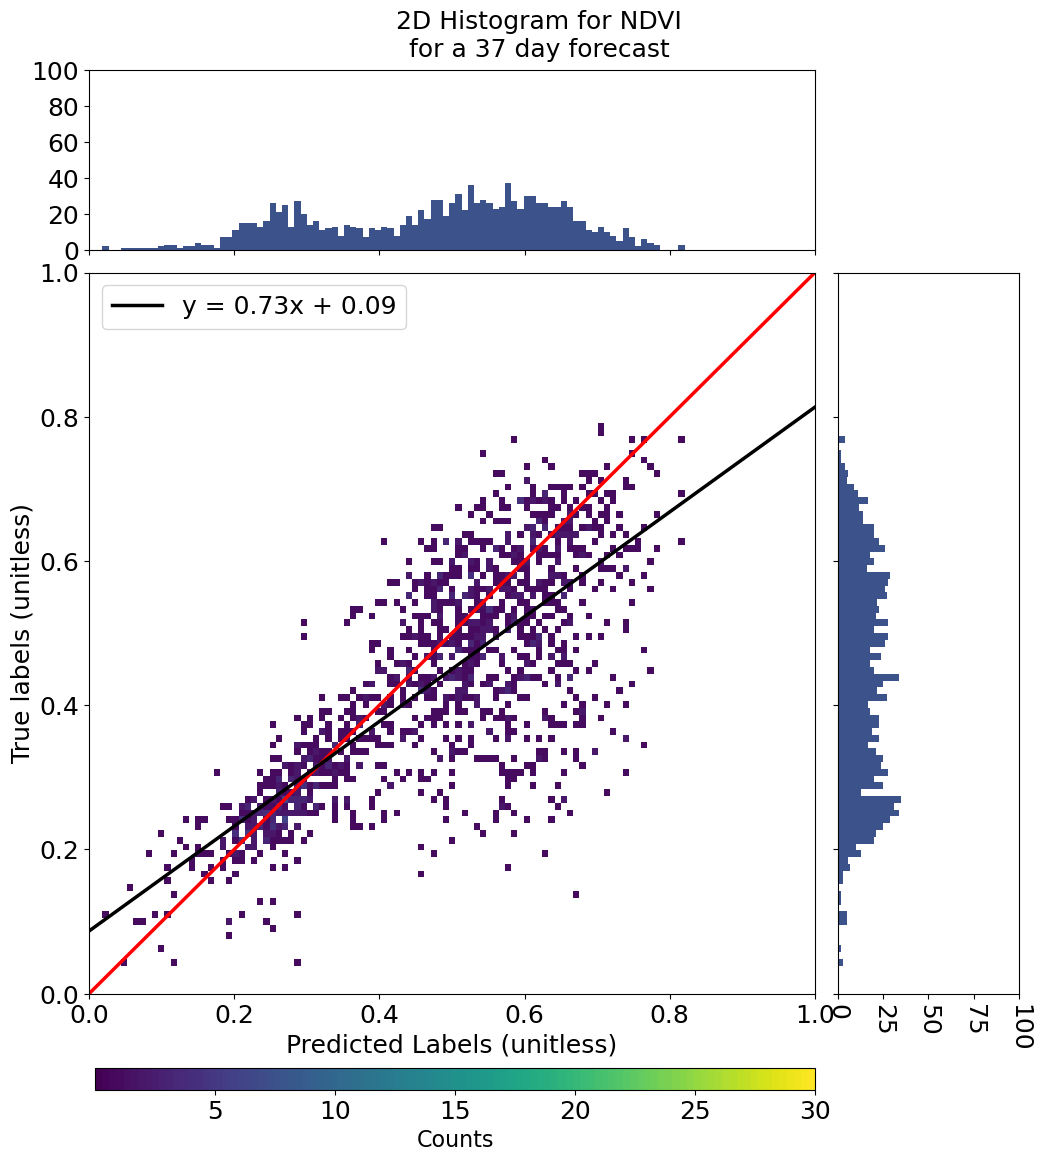 2D Histogram for NDVI
for a 37 day forecast
100
80
60
40
20
0
1.0
0.8
0.6
0.4
0.2
0.0
True labels (unitless)
y = 0.73x + 0.09
0.0 0.2 0.4 0.6 0.8 1.0
Predicted Labels (unitless)
0 25 50 75 100
5 10 15 20 25 30
Counts